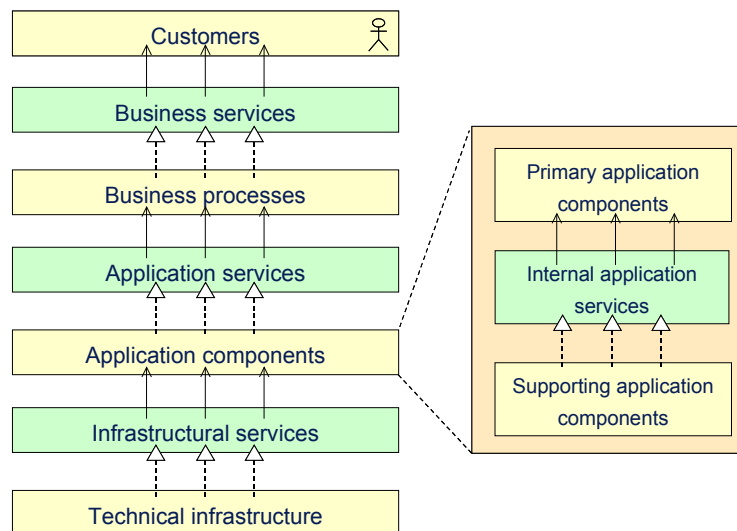 Customers
Business services
Business processes
Application services
Application components
Infrastructural services
Technical infrastructure
Primary application
components
Internal application
services
Supporting application
components